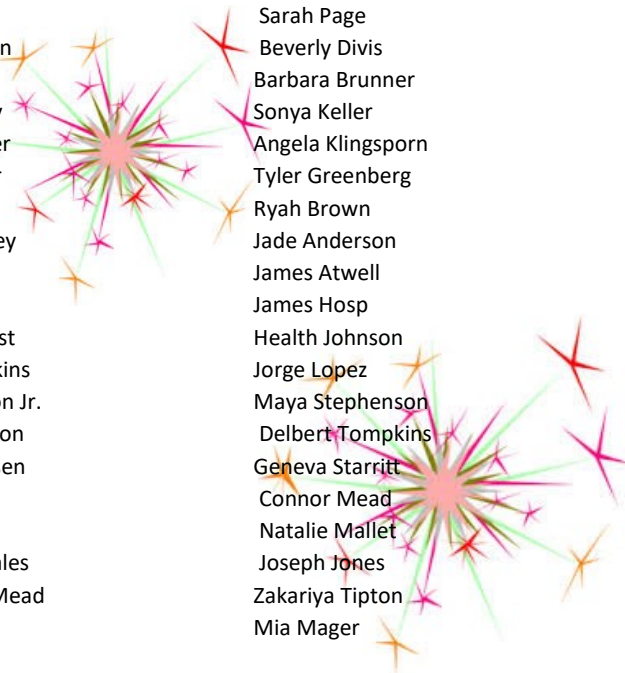 Sarah Page
Beverly Divis
Barbara Brunner
Sonya Keller
Angela Klingsporn
Tyler Greenberg
Ryah Brown
Jade Anderson
James Atwell
James Hosp
Health Johnson
Jorge Lopez
Jr.
Maya Stephenson
Delbert Tompkins
Geneva Starritt
Connor Mead
Natalie Mallet
Joseph Jones
Mead
Zakariya Tipton
Mia Mager